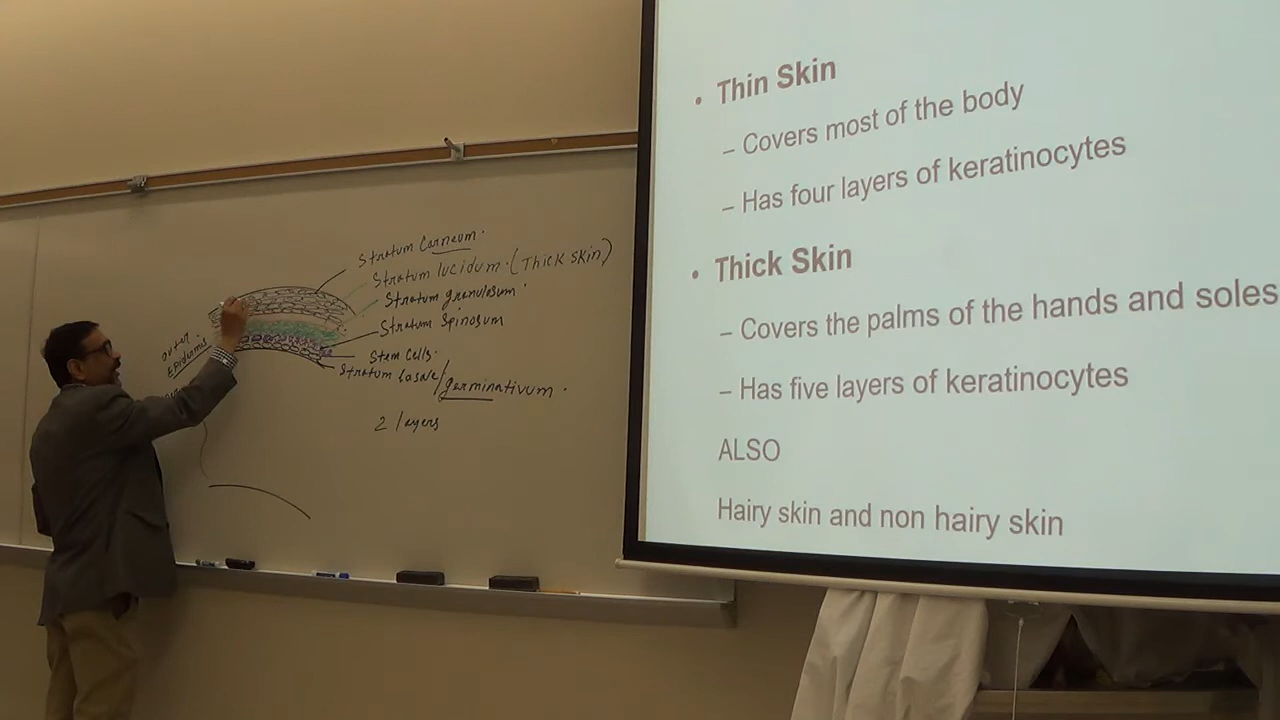 Stratum Corneum.
Stratum lucidum. (Thick skin)
Stratum granulosum
Stratum Spinosum
Stem Cells.
Stratum basale/germinativum.
2 layers
outer
Epidermis
• Thin Skin
– Covers most of the body
– Has four layers of keratinocytes
• Thick Skin
– Covers the palms of the hands and soles
– Has five layers of keratinocytes
ALSO
Hairy skin and non hairy skin